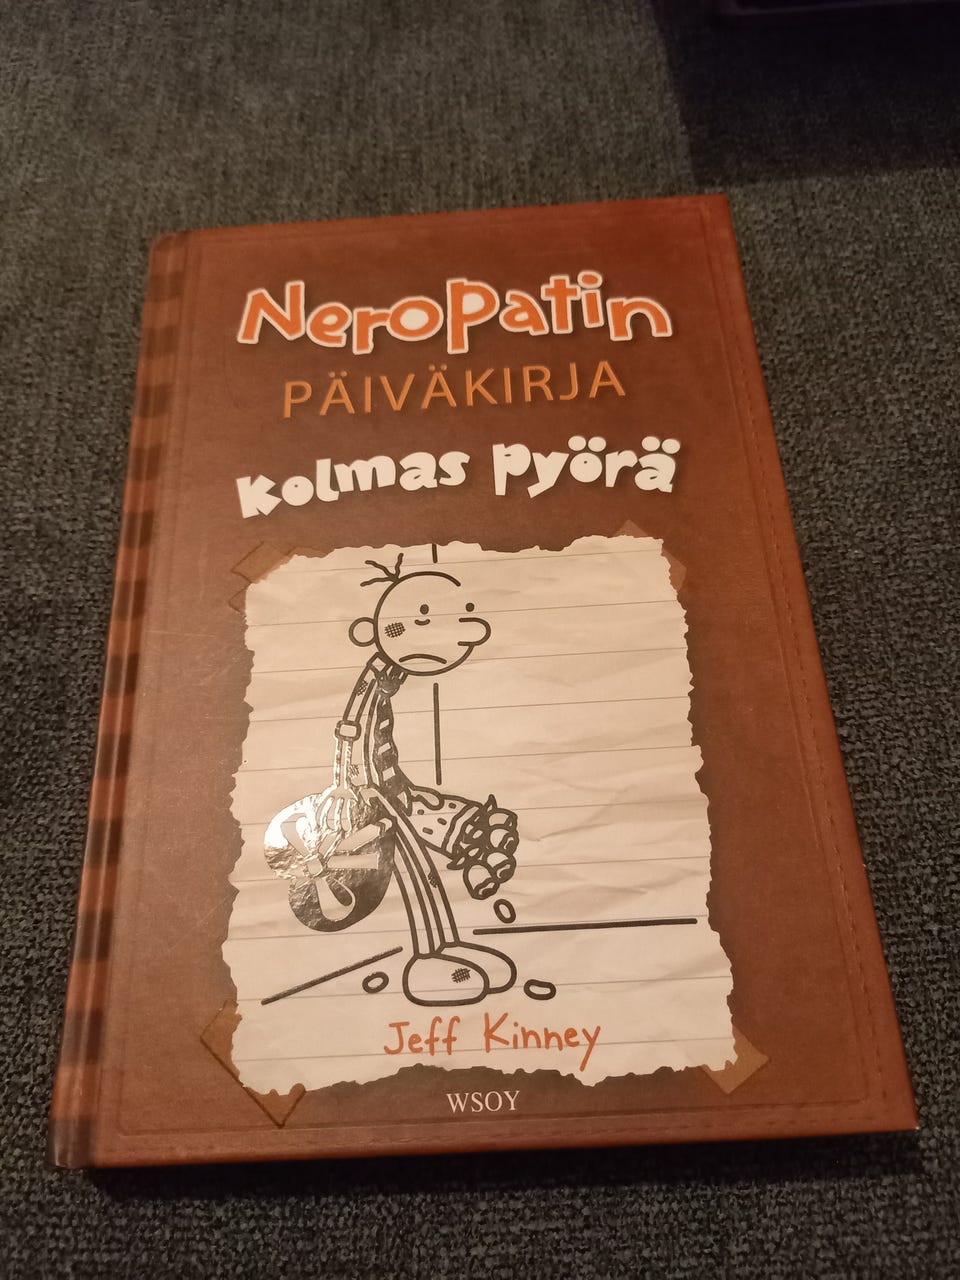 Neropatin
PÄIVÄKIRJA
Kolmas pyörä
Jeff Kinney
WSOY